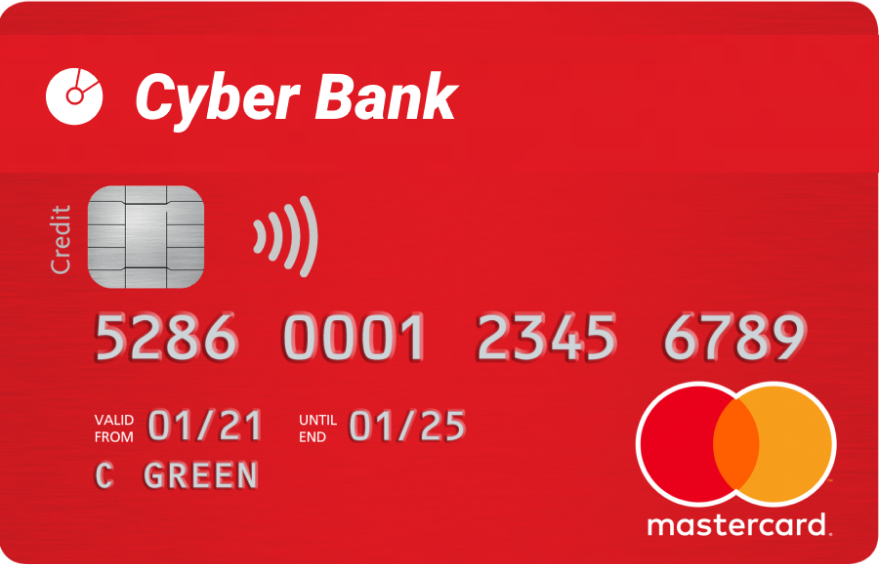 Cyber Bank
Credit
5286 0001 2345 6789
VALID FROM 01/21 UNTIL END 01/25
C GREEN
mastercard.